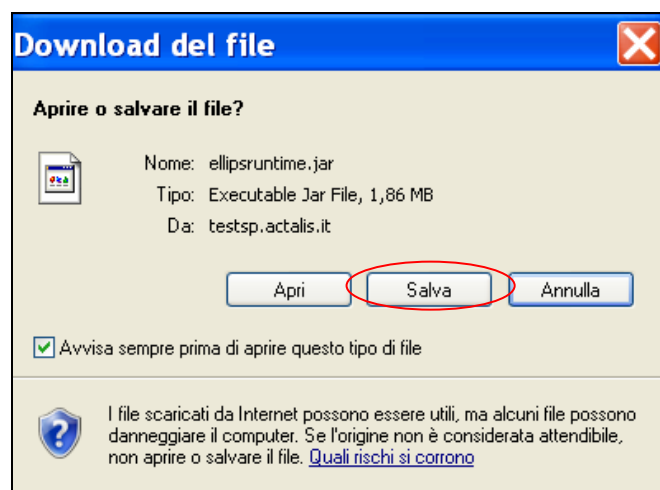 Download del file
Aprire o salvare il file?
Nome: ellipsruntime.jar
Tipo: Executable Jar File, 1,86 MB
Da: testsp.actalis.it
Apri Salva Annulla
Avvisa sempre prima di aprire questo tipo di file
I file scaricati da Internet possono essere utili, ma alcuni file possono
danneggiare il computer. Se l'origine non è considerata attendibile,
non aprire o salvare il file. Quali rischi si corrono